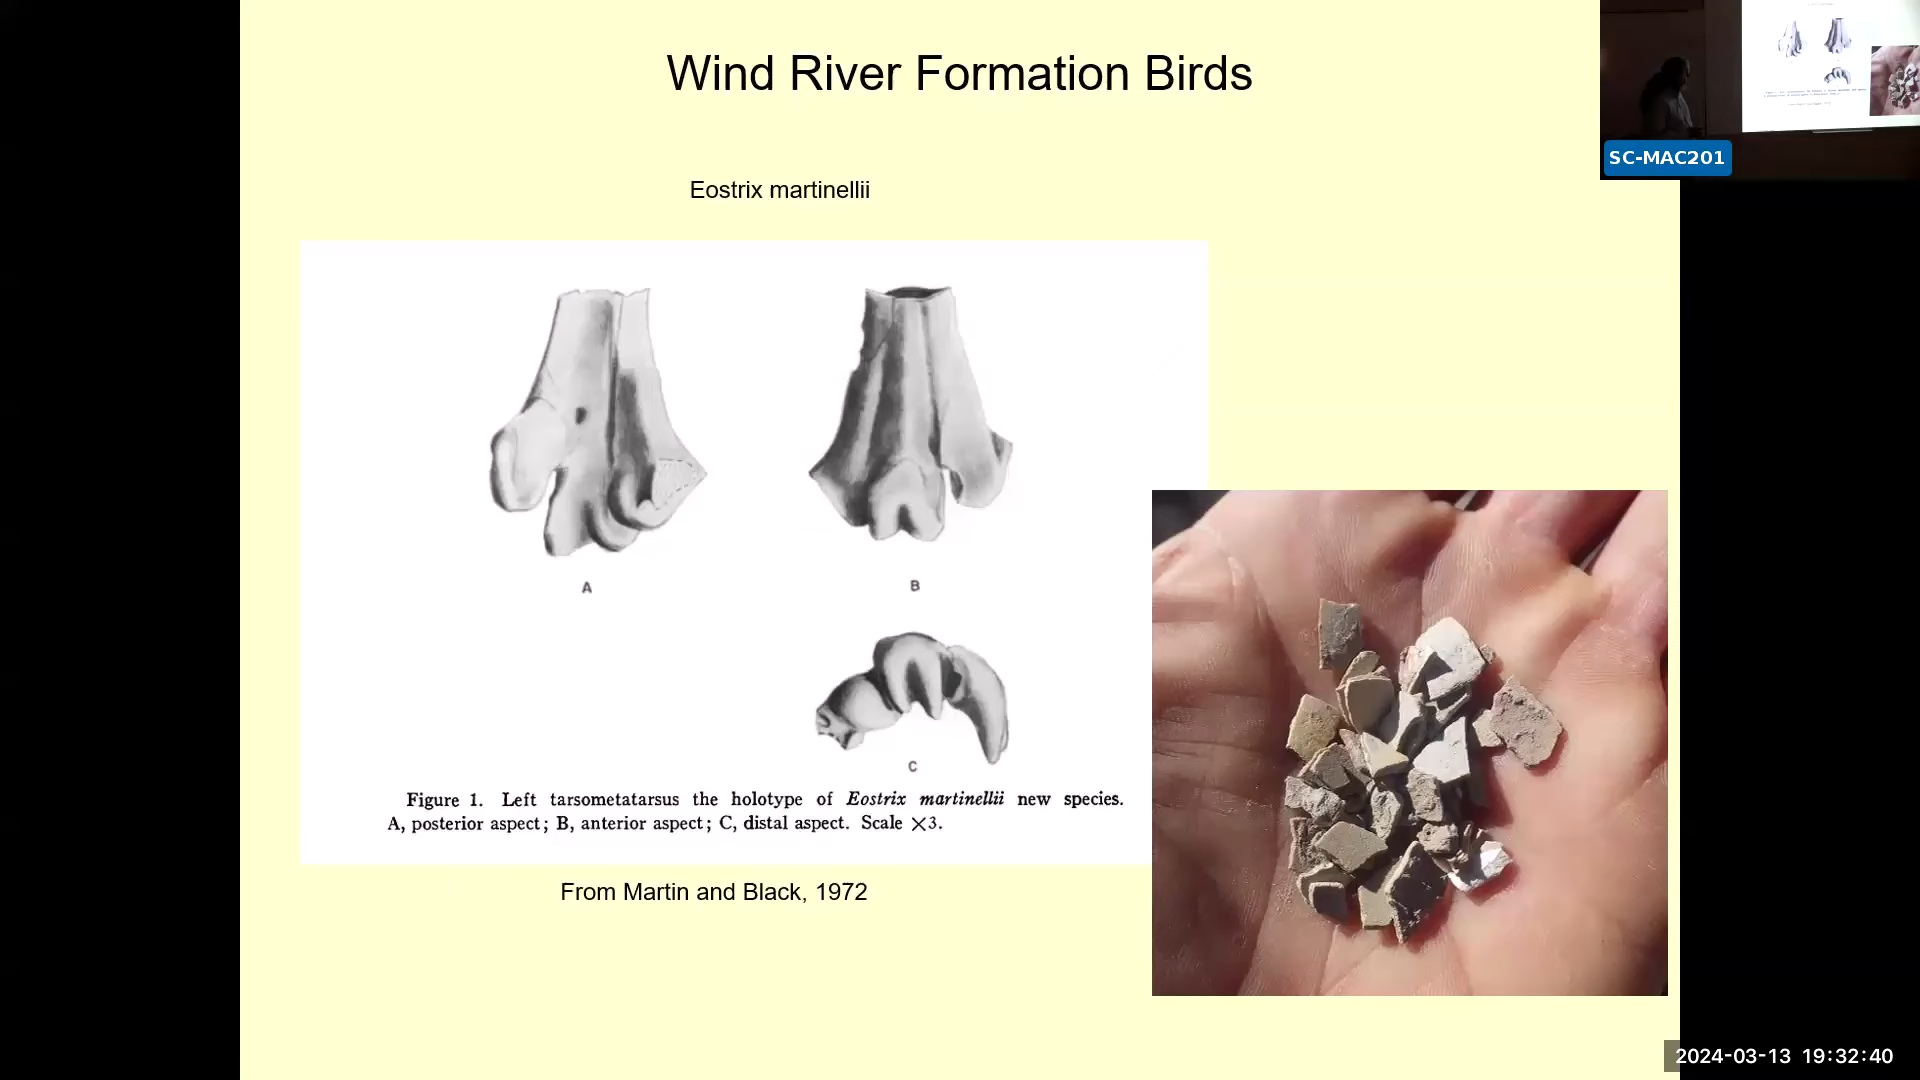 Wind River Formation Birds
SC-MAC201
Eostrix martinellii
A
B
C
Figure 1. Left tarsometatarsus the holotype of Eostrix martinellii new species.
A, posterior aspect; B, anterior aspect; C, distal aspect. Scale ×3.
From Martin and Black, 1972
2024-03-13 19:32:40